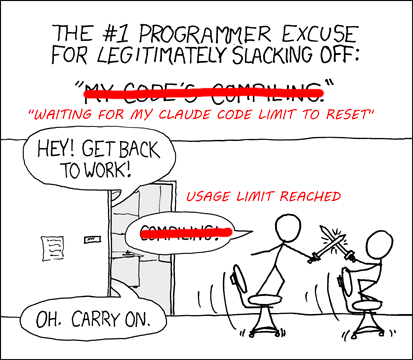 THE #1 PROGRAMMER EXCUSE
FOR LEGITIMATELY SLACKING OFF:
"MY CODE'S COMPILING."
"WAITING FOR MY CLAUDE CODE LIMIT TO RESET"
HEY! GET BACK
TO WORK!
USAGE LIMIT REACHED
COMPILING!
OH. CARRY ON.